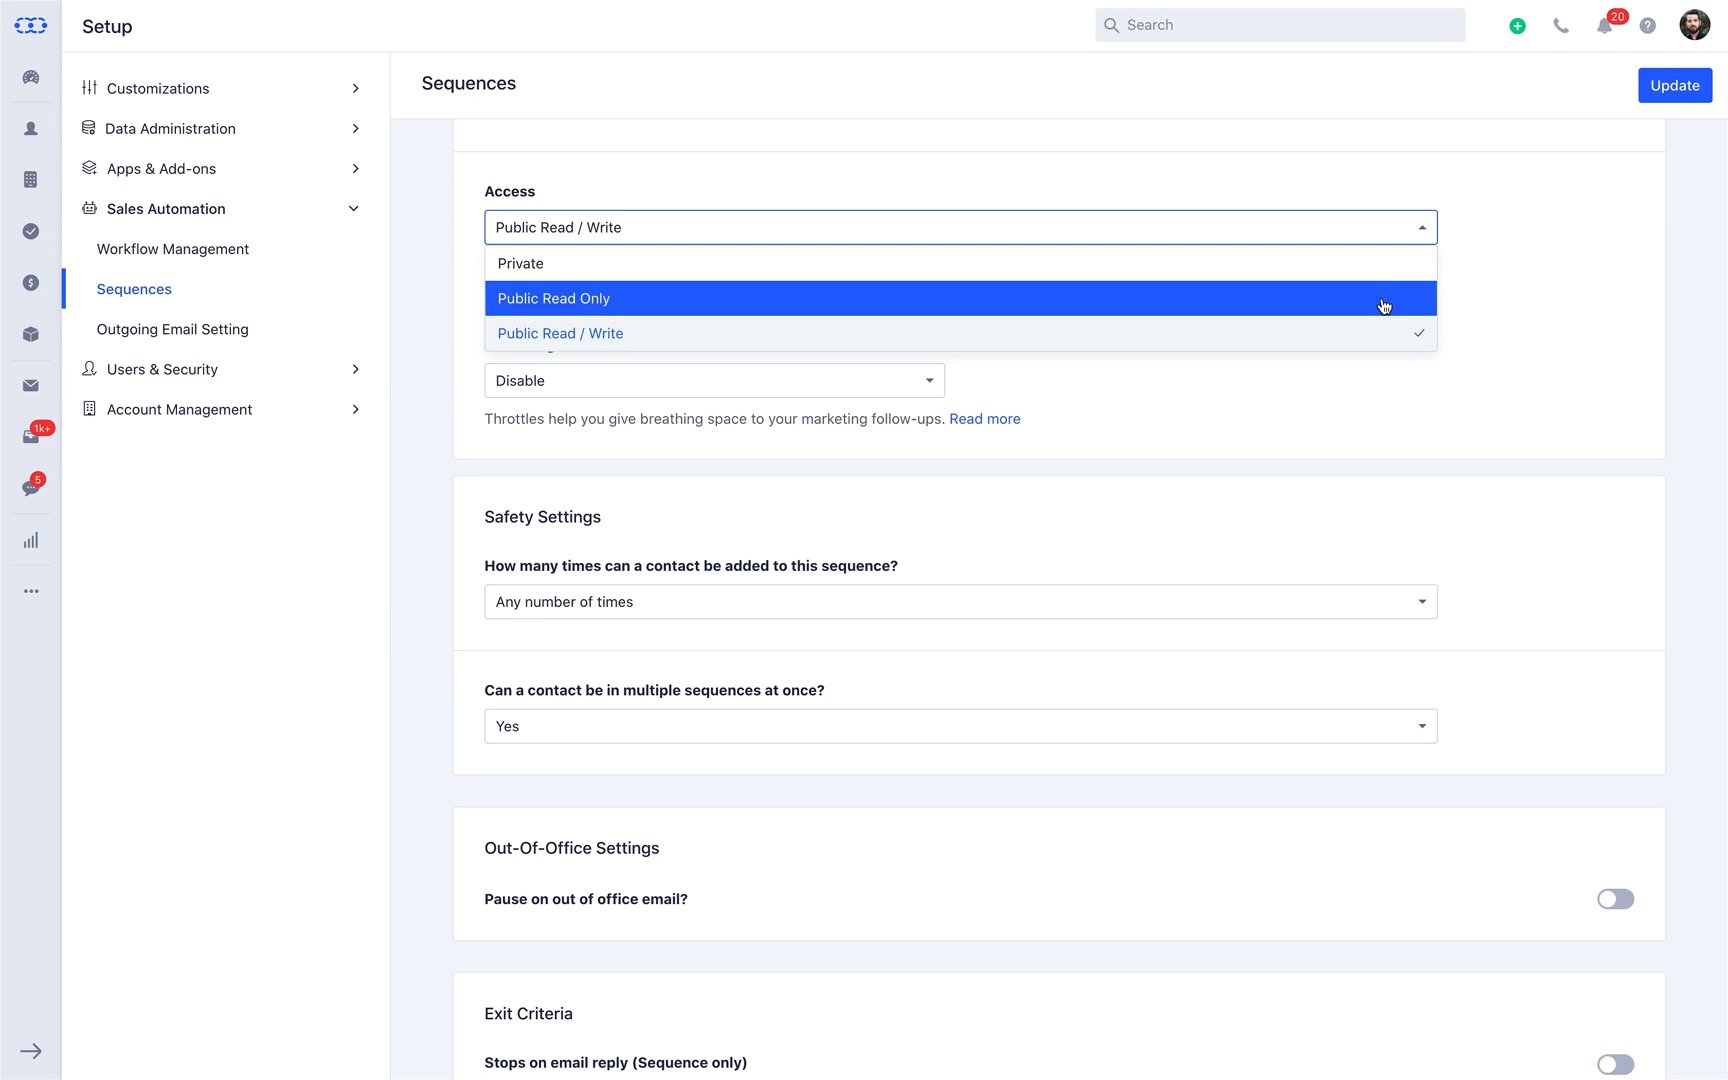 Setup
Search
20
Customizations
Data Administration
Apps & Add-ons
Sales Automation
Workflow Management
Sequences
Outgoing Email Setting
Users & Security
Account Management
1k+
5
Sequences
Update
Access
Public Read / Write
Private
Public Read Only
Public Read / Write
Disable
Throttles help you give breathing space to your marketing follow-ups. Read more
Safety Settings
How many times can a contact be added to this sequence?
Any number of times
Can a contact be in multiple sequences at once?
Yes
Out-Of-Office Settings
Pause on out of office email?
Exit Criteria
Stops on email reply (Sequence only)